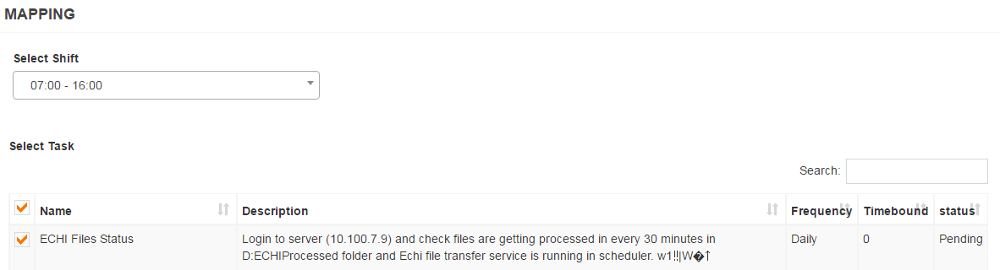 MAPPING
Select Shift
07:00 - 16:00
Select Task
Search:
Name Description Frequency Timebound status
ECHI Files Status Login to server (10.100.7.9) and check files are getting processed in every 30 minutes in Daily 0 Pending
D:ECHIProcessed folder and Echi file transfer service is running in scheduler. w1‼|W�↑